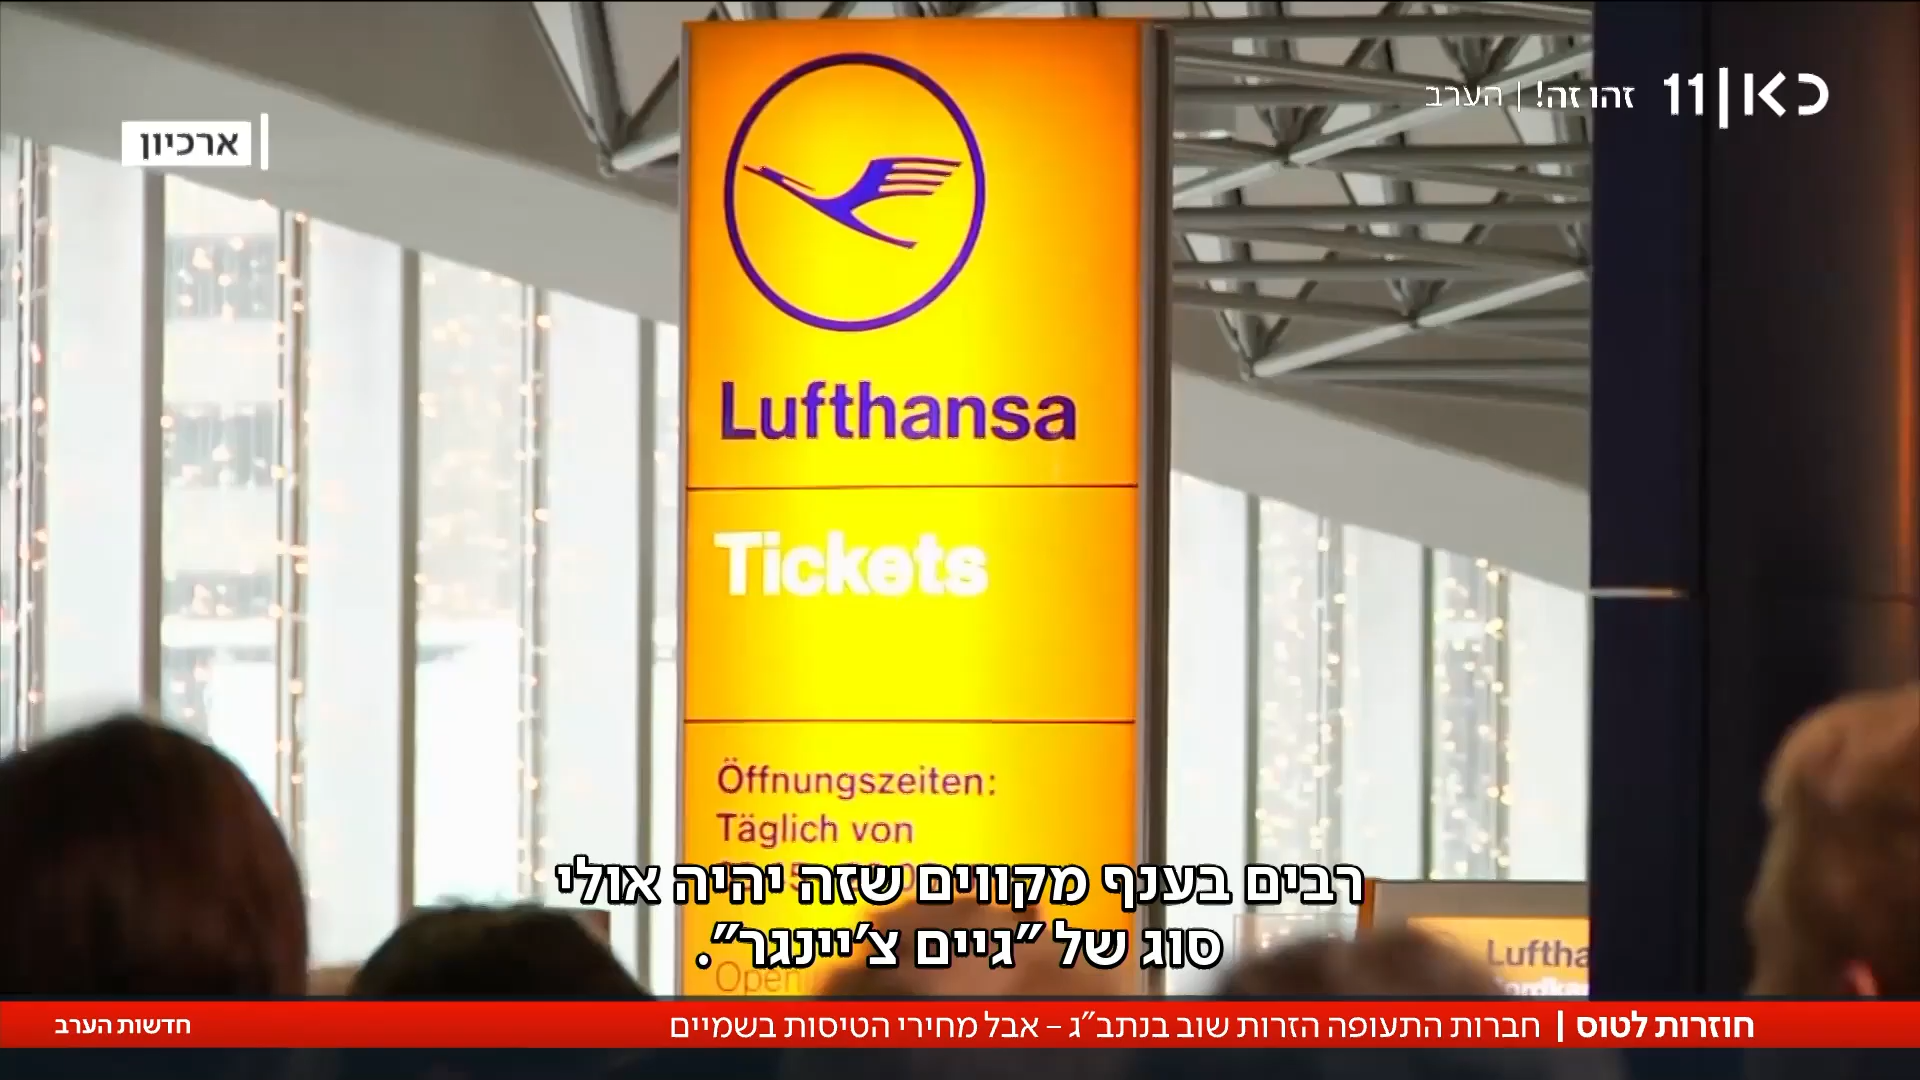 כאן 11 | זהו זה! | הערב
ארכיון
Lufthansa
Tickets
Öffnungszeiten:
Täglich von
Open
Luftha
רבים בענף מקווים שזה יהיה אולי
סוג של "גיים צ'יינגר".
חוזרות לטוס | חברות התעופה הזרות שוב בנתב"ג – אבל מחירי הטיסות בשמיים
חדשות הערב